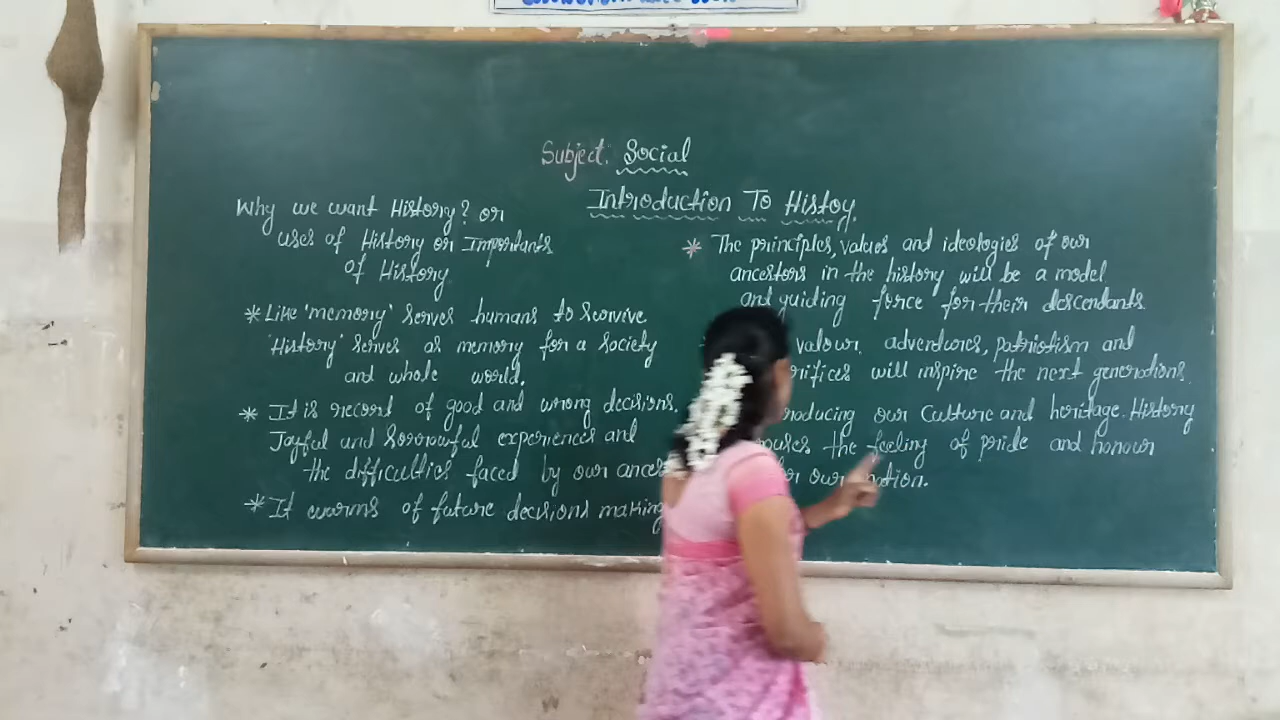 Subject: Social
Introduction To Histoy.
Why we want History? or
uses of History or Importants
of History
* Like 'memory' serves humans to survive
'History' serves as memory for a society
and whole world.
* It is record of good and wrong decisions.
Joyful and Sorrowful experiences and
the difficulties faced by our
* It warns of future decisions making
* The principles, values and ideologies of our
ancestors in the history will be a model
and guiding force for their descendants.
valour, adventures, patriotism and
will inspire the next generations.
our Culture and heritage. History
the feeling of pride and honour
our